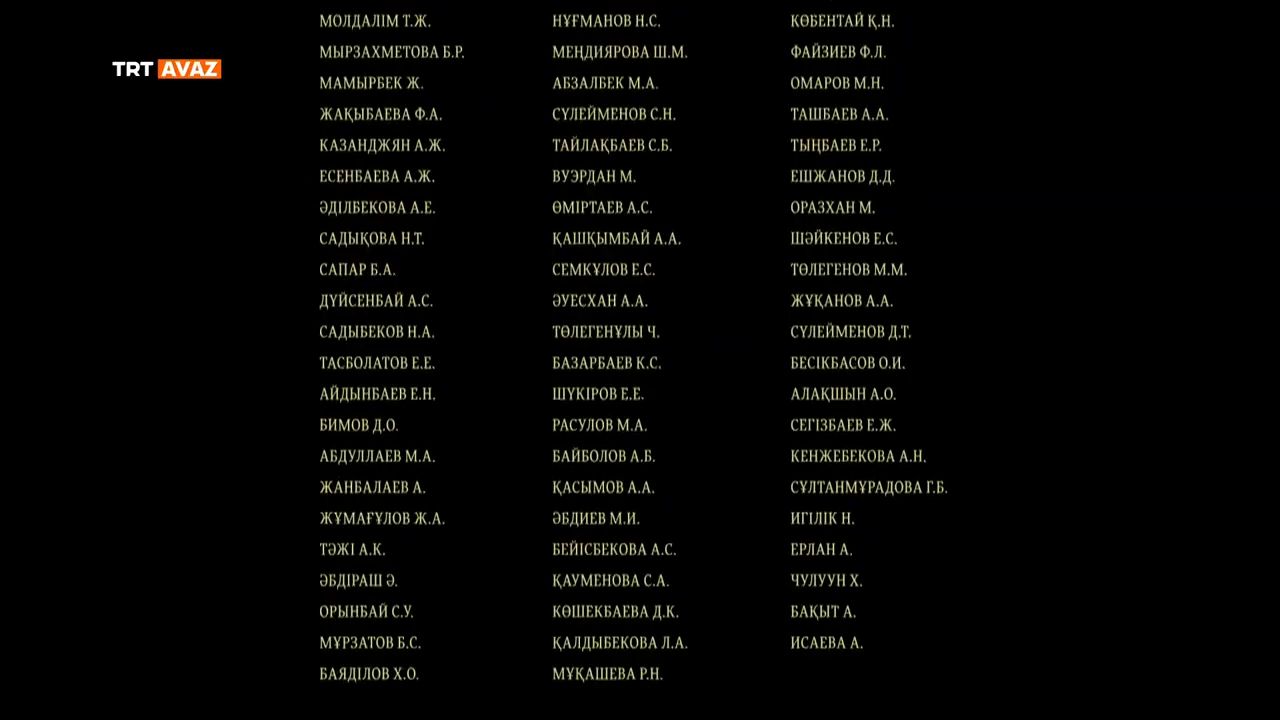 TRT AVAZ
МОЛДАЛІМ Т.Ж.
МЫРЗАХМЕТОВА Б.Р.
МАМЫРБЕК Ж.
ЖАҚЫБАЕВА Ф.А.
КАЗАНДЖЯН А.Ж.
ЕСЕНБАЕВА А.Ж.
ӘДІЛБЕКОВА А.Е.
САДЫҚОВА Н.Т.
САПАР Б.А.
ДҮЙСЕНБАЙ А.С.
САДЫБЕКОВ Н.А.
ТАСБОЛАТОВ Е.Е.
АЙДЫНБАЕВ Е.Н.
БИМОВ Д.О.
АБДУЛЛАЕВ М.А.
ЖАНБАЛАЕВ А.
ЖҰМАҒҰЛОВ Ж.А.
ТӘЖІ А.К.
ӘБДІРАШ Ә.
ОРЫНБАЙ С.У.
МҰРЗАТОВ Б.С.
БАЯДІЛОВ Х.О.
НҰҒМАНОВ Н.С.
МЕҢДИЯРОВА Ш.М.
АБЗАЛБЕК М.А.
СҮЛЕЙМЕНОВ С.Н.
ТАЙЛАҚБАЕВ С.Б.
ВУЭРДАН М.
ӨМІРТАЕВ А.С.
ҚАШҚЫМБАЙ А.А.
СЕМКҰЛОВ Е.С.
ӘУЕСХАН А.А.
ТӨЛЕГЕНҰЛЫ Ч.
БАЗАРБАЕВ К.С.
ШҮКІРОВ Е.Е.
РАСУЛОВ М.А.
БАЙБОЛОВ А.Б.
ҚАСЫМОВ А.А.
ӘБДИЕВ М.И.
БЕЙІСБЕКОВА А.С.
ҚАУМЕНОВА С.А.
КӨШЕКБАЕВА Д.К.
ҚАЛДЫБЕКОВА Л.А.
МҰҚАШЕВА Р.Н.
КӨБЕНТАЙ Қ.Н.
ФАЙЗИЕВ Ф.Л.
ОМАРОВ М.Н.
ТАШБАЕВ А.А.
ТЫҢБАЕВ Е.Р.
ЕШЖАНОВ Д.Д.
ОРАЗХАН М.
ШӘЙКЕНОВ Е.С.
ТӨЛЕГЕНОВ М.М.
ЖҰҚАНОВ А.А.
СҮЛЕЙМЕНОВ Д.Т.
БЕСІКБАСОВ О.И.
АЛАҚШЫН А.О.
СЕГІЗБАЕВ Е.Ж.
КЕНЖЕБЕКОВА А.Н.
СҰЛТАНМҰРАДОВА Г.Б.
ИГІЛІК Н.
ЕРЛАН А.
ЧУЛУУН Х.
БАҚЫТ А.
ИСАЕВА А.